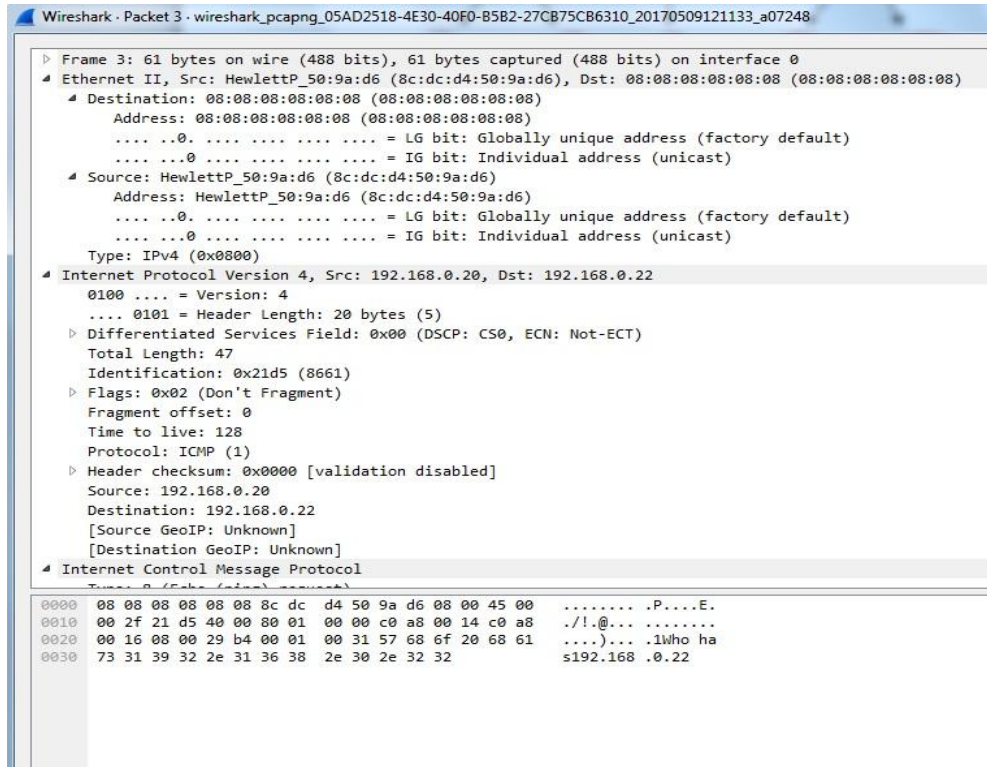 Wireshark · Packet 3 · wireshark_pcapng_05AD2518-4E30-40F0-B5B2-27CB75CB6310_20170509121133_a07248
Frame 3: 61 bytes on wire (488 bits), 61 bytes captured (488 bits) on interface 0
Ethernet II, Src: HewlettP_50:9a:d6 (8c:dc:d4:50:9a:d6), Dst: 08:08:08:08:08:08 (08:08:08:08:08:08)
Destination: 08:08:08:08:08:08 (08:08:08:08:08:08)
Address: 08:08:08:08:08:08 (08:08:08:08:08:08)
.... ..0. .... .... .... .... = LG bit: Globally unique address (factory default)
.... ...0 .... .... .... .... = IG bit: Individual address (unicast)
Source: HewlettP_50:9a:d6 (8c:dc:d4:50:9a:d6)
Address: HewlettP_50:9a:d6 (8c:dc:d4:50:9a:d6)
.... ..0. .... .... .... .... = LG bit: Globally unique address (factory default)
.... ...0 .... .... .... .... = IG bit: Individual address (unicast)
Type: IPv4 (0x0800)
Internet Protocol Version 4, Src: 192.168.0.20, Dst: 192.168.0.22
0100 .... = Version: 4
.... 0101 = Header Length: 20 bytes (5)
Differentiated Services Field: 0x00 (DSCP: CS0, ECN: Not-ECT)
Total Length: 47
Identification: 0x21d5 (8661)
Flags: 0x02 (Don't Fragment)
Fragment offset: 0
Time to live: 128
Protocol: ICMP (1)
Header checksum: 0x0000 [validation disabled]
Source: 192.168.0.20
Destination: 192.168.0.22
[Source GeoIP: Unknown]
[Destination GeoIP: Unknown]
Internet Control Message Protocol
Type: 8 (Echo (ping) request)
0000 08 08 08 08 08 08 8c dc d4 50 9a d6 08 00 45 00 ........ .P....E.
0010 00 2f 21 d5 40 00 80 01 00 00 c0 a8 00 14 c0 a8 ./!.@... ........
0020 00 16 08 00 29 b4 00 01 00 31 57 68 6f 20 68 61 ....)... .1Who ha
0030 73 31 39 32 2e 31 36 38 2e 30 2e 32 32 s192.168 .0.22